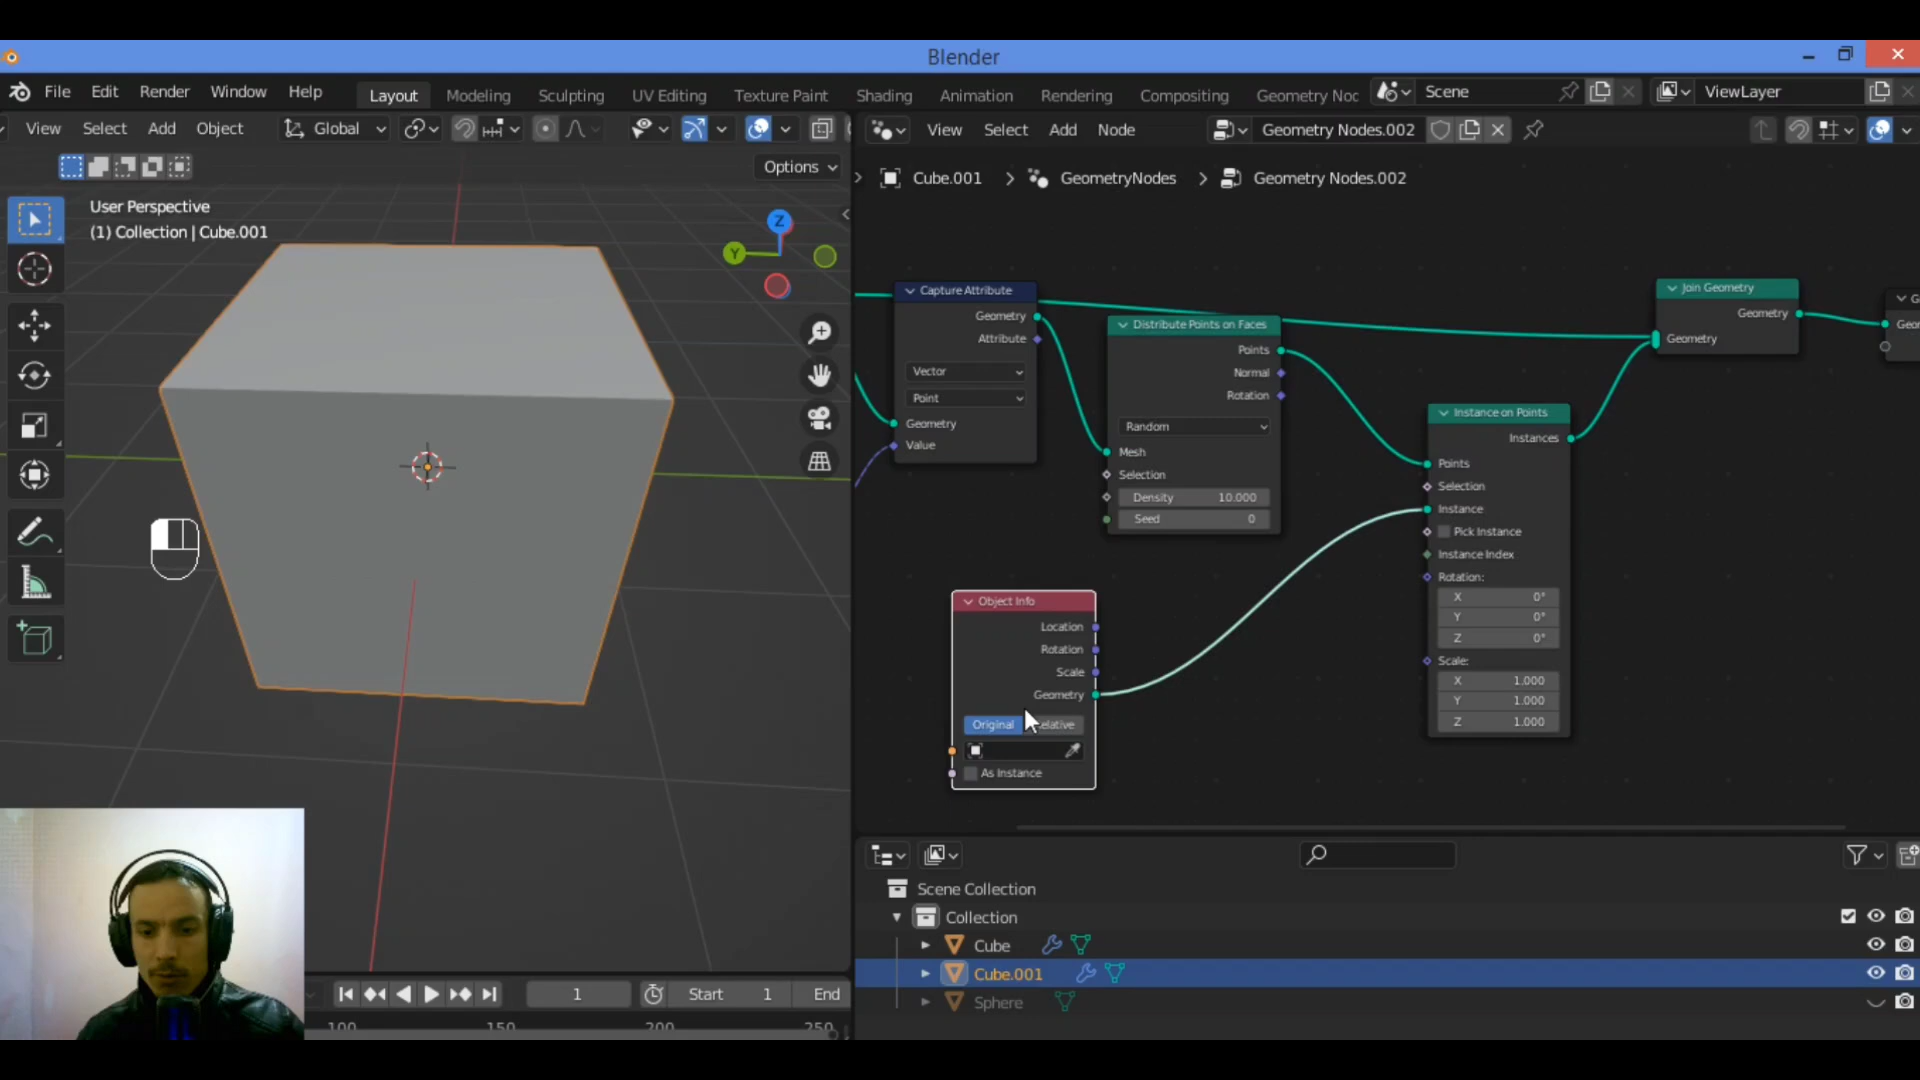 Blender
File Edit Render Window Help Layout Modeling Sculpting UV Editing Texture Paint Shading Animation Rendering Compositing Geometry Noc Scene ViewLayer
View Select Add Object Global
View Select Add Node Geometry Nodes.002
Options
Cube.001 > GeometryNodes > Geometry Nodes.002
User Perspective
(1) Collection | Cube.001
Z
Y
Capture Attribute
Geometry
Attribute
Vector
Point
Geometry
Value
Distribute Points on Faces
Points
Normal
Rotation
Random
Mesh
Selection
Density 10.000
Seed 0
Join Geometry
Geometry
Geometry
G
Geor
Instance on Points
Instances
Points
Selection
Instance
Pick Instance
Instance Index
Rotation:
X 0°
Y 0°
Z 0°
Scale:
X 1.000
Y 1.000
Z 1.000
Object Info
Location
Rotation
Scale
Geometry
Original elative
As Instance
Scene Collection
Collection
Cube
Cube.001
Sphere
1 Start 1 End
100 150 200 250